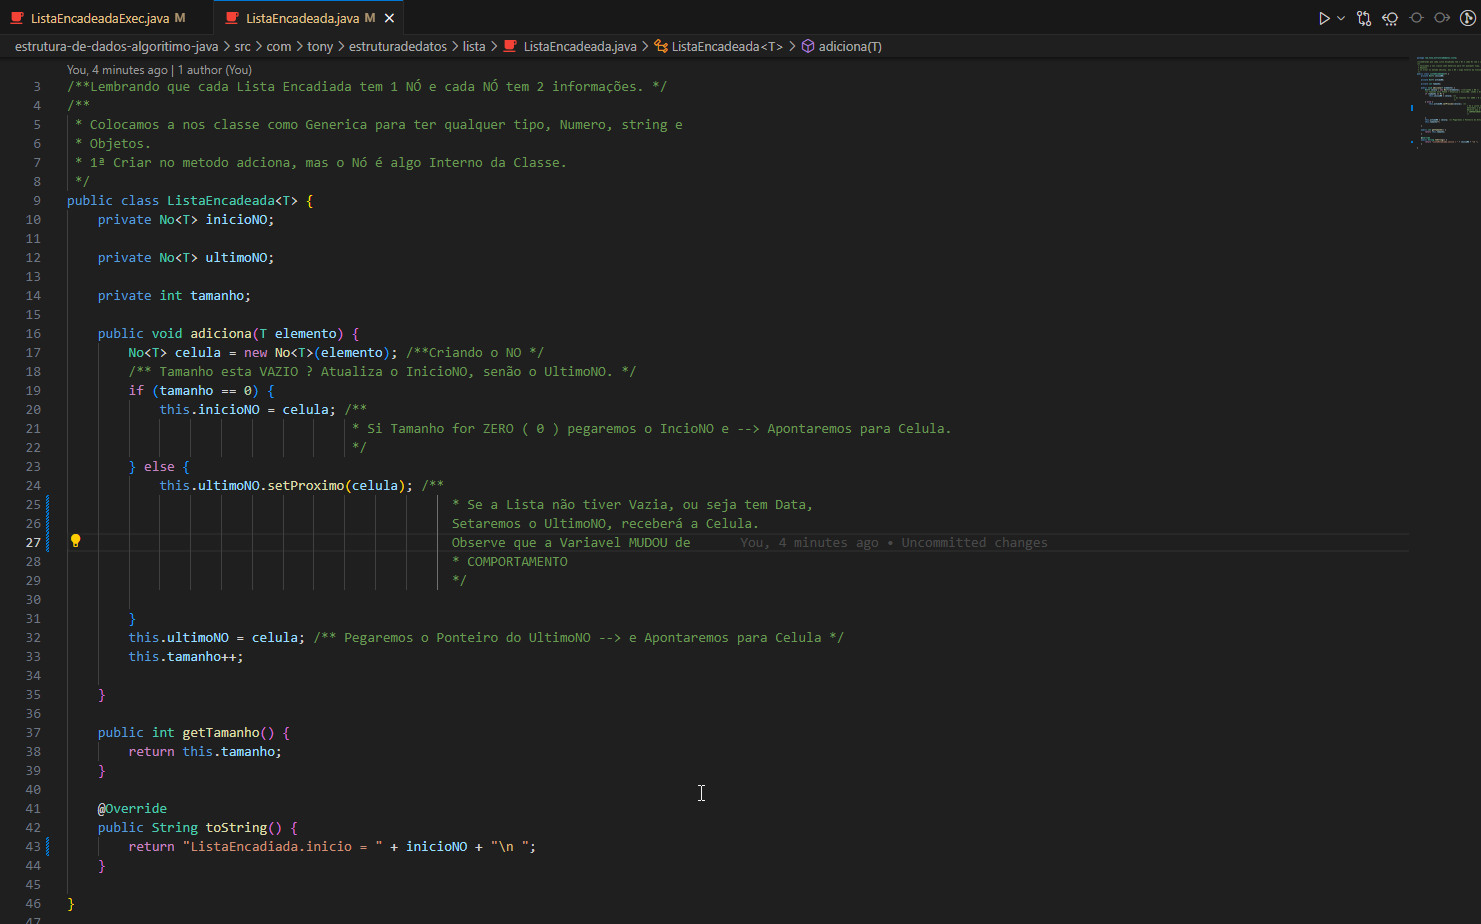 ListaEncadeadaExec.java M
ListaEncadeada.java M
estrutura-de-dados-algoritimo-java > src > com > tony > estruturadedatos > lista > ListaEncadeada.java > ListaEncadeada<T> > adiciona(T)
You, 4 minutes ago | 1 author (You)
3 /**Lembrando que cada Lista Encadiada tem 1 NÓ e cada NÓ tem 2 informações. */
4 /**
5 * Colocamos a nos classe como Generica para ter qualquer tipo, Numero, string e
6 * Objetos.
7 * 1ª Criar no metodo adciona, mas o Nó é algo Interno da Classe.
8 */
9 public class ListaEncadeada<T> {
10 private No<T> inicioNO;
11
12 private No<T> ultimoNO;
13
14 private int tamanho;
15
16 public void adiciona(T elemento) {
17 No<T> celula = new No<T>(elemento); /**Criando o NO */
18 /** Tamanho esta VAZIO ? Atualiza o InicioNO, senão o UltimoNO. */
19 if (tamanho == 0) {
20 this.inicioNO = celula; /**
21 * Si Tamanho for ZERO ( 0 ) pegaremos o IncioNO e --> Apontaremos para Celula.
22 */
23 } else {
24 this.ultimoNO.setProximo(celula); /**
25 * Se a Lista não tiver Vazia, ou seja tem Data,
26 Setaremos o UltimoNO, receberá a Celula.
27 Observe que a Variavel MUDOU de You, 4 minutes ago • Uncommitted changes
28 * COMPORTAMENTO
29 */
30
31 }
32 this.ultimoNO = celula; /** Pegaremos o Ponteiro do UltimoNO --> e Apontaremos para Celula */
33 this.tamanho++;
34
35 }
36
37 public int getTamanho() {
38 return this.tamanho;
39 }
40
41 @Override
42 public String toString() {
43 return "ListaEncadiada.inicio = " + inicioNO + "\n ";
44 }
45
46 }
47